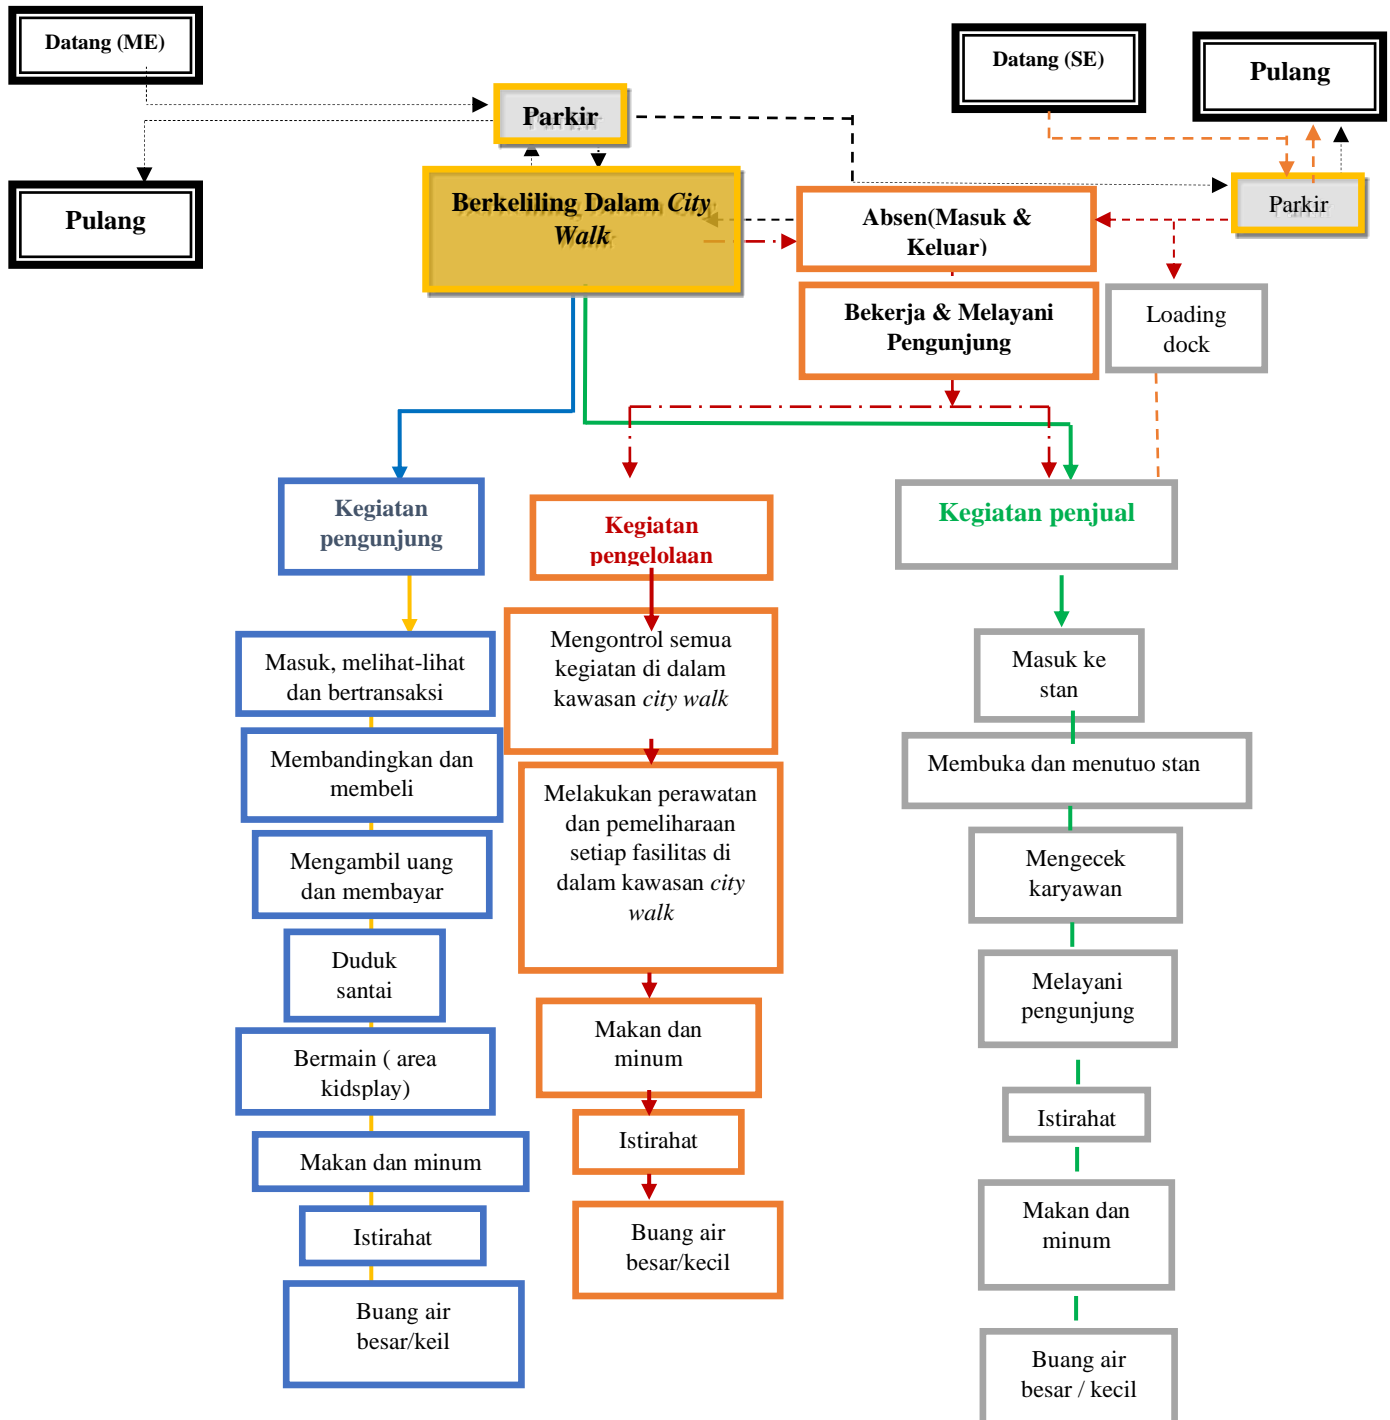 Datang (ME)
Datang (SE)
Pulang
Parkir
Pulang
Berkeliling Dalam City
Walk
Absen(Masuk &
Keluar)
Parkir
Bekerja & Melayani
Pengunjung
Loading
dock
Kegiatan
pengunjung
Kegiatan
pengelolaan
Kegiatan penjual
Masuk, melihat-lihat
dan bertransaksi
Membandingkan dan
membeli
Mengambil uang
dan membayar
Duduk
santai
Bermain ( area
kidsplay)
Makan dan minum
Istirahat
Buang air
besar/keil
Mengontrol semua
kegiatan di dalam
kawasan city walk
Melakukan perawatan
dan pemeliharaan
setiap fasilitas di
dalam kawasan city
walk
Makan dan
minum
Istirahat
Buang air
besar/kecil
Masuk ke
stan
Membuka dan menutuo stan
Mengecek
karyawan
Melayani
pengunjung
Istirahat
Makan dan
minum
Buang air
besar / kecil